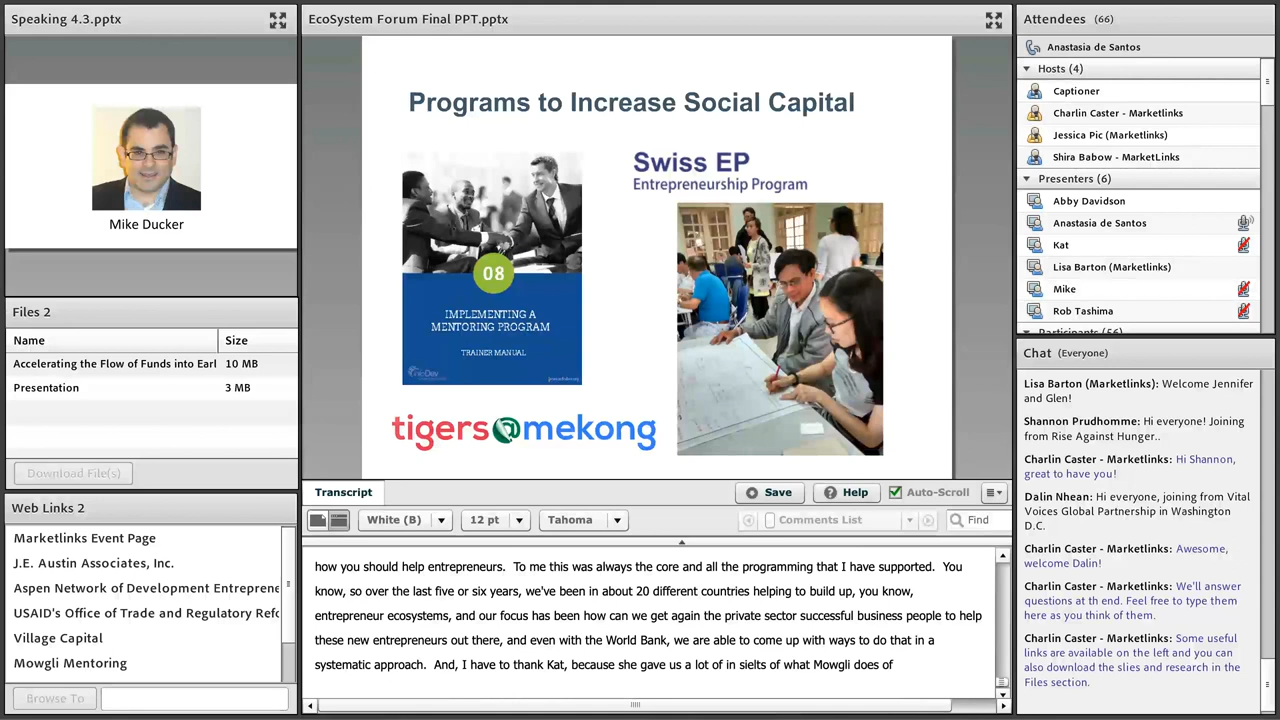 Speaking 4.3.pptx
Mike Ducker
Files 2
Name Size
Accelerating the Flow of Funds into Earl 10 MB
Presentation 3 MB
Download File(s)
Web Links 2
Marketlinks Event Page
J.E. Austin Associates, Inc.
Aspen Network of Development Entreprene
USAID's Office of Trade and Regulatory Refo
Village Capital
Mowgli Mentoring
Browse To
EcoSystem Forum Final PPT.pptx
Programs to Increase Social Capital
08
IMPLEMENTING A
MENTORING PROGRAM
TRAINER MANUAL
infoDev
Swiss EP
Entrepreneurship Program
tigers@mekong
Transcript
Save
Help
Auto-Scroll
White (B)
12 pt
Tahoma
Comments List
Find
how you should help entrepreneurs. To me this was always the core and all the programming that I have supported. You
know, so over the last five or six years, we've been in about 20 different countries helping to build up, you know,
entrepreneur ecosystems, and our focus has been how can we get again the private sector successful business people to help
these new entrepreneurs out there, and even with the World Bank, we are able to come up with ways to do that in a
systematic approach. And, I have to thank Kat, because she gave us a lot of in sielts of what Mowgli does of
Attendees (66)
Anastasia de Santos
Hosts (4)
Captioner
Charlin Caster - Marketlinks
Jessica Pic (Marketlinks)
Shira Babow - MarketLinks
Presenters (6)
Abby Davidson
Anastasia de Santos
Kat
Lisa Barton (Marketlinks)
Mike
Rob Tashima
Participants (56)
Chat (Everyone)
Lisa Barton (Marketlinks): Welcome Jennifer
and Glen!
Shannon Prudhomme: Hi everyone! Joining
from Rise Against Hunger..
Charlin Caster - Marketlinks: Hi Shannon,
great to have you!
Dalin Nhean: Hi everyone, joining from Vital
Voices Global Partnership in Washington
D.C.
Charlin Caster - Marketlinks: Awesome,
welcome Dalin!
Charlin Caster - Marketlinks: We'll answer
questions at th end. Feel free to type them
here as you think of them.
Charlin Caster - Marketlinks: Some useful
links are available on the left and you can
also download the slies and research in the
Files section.